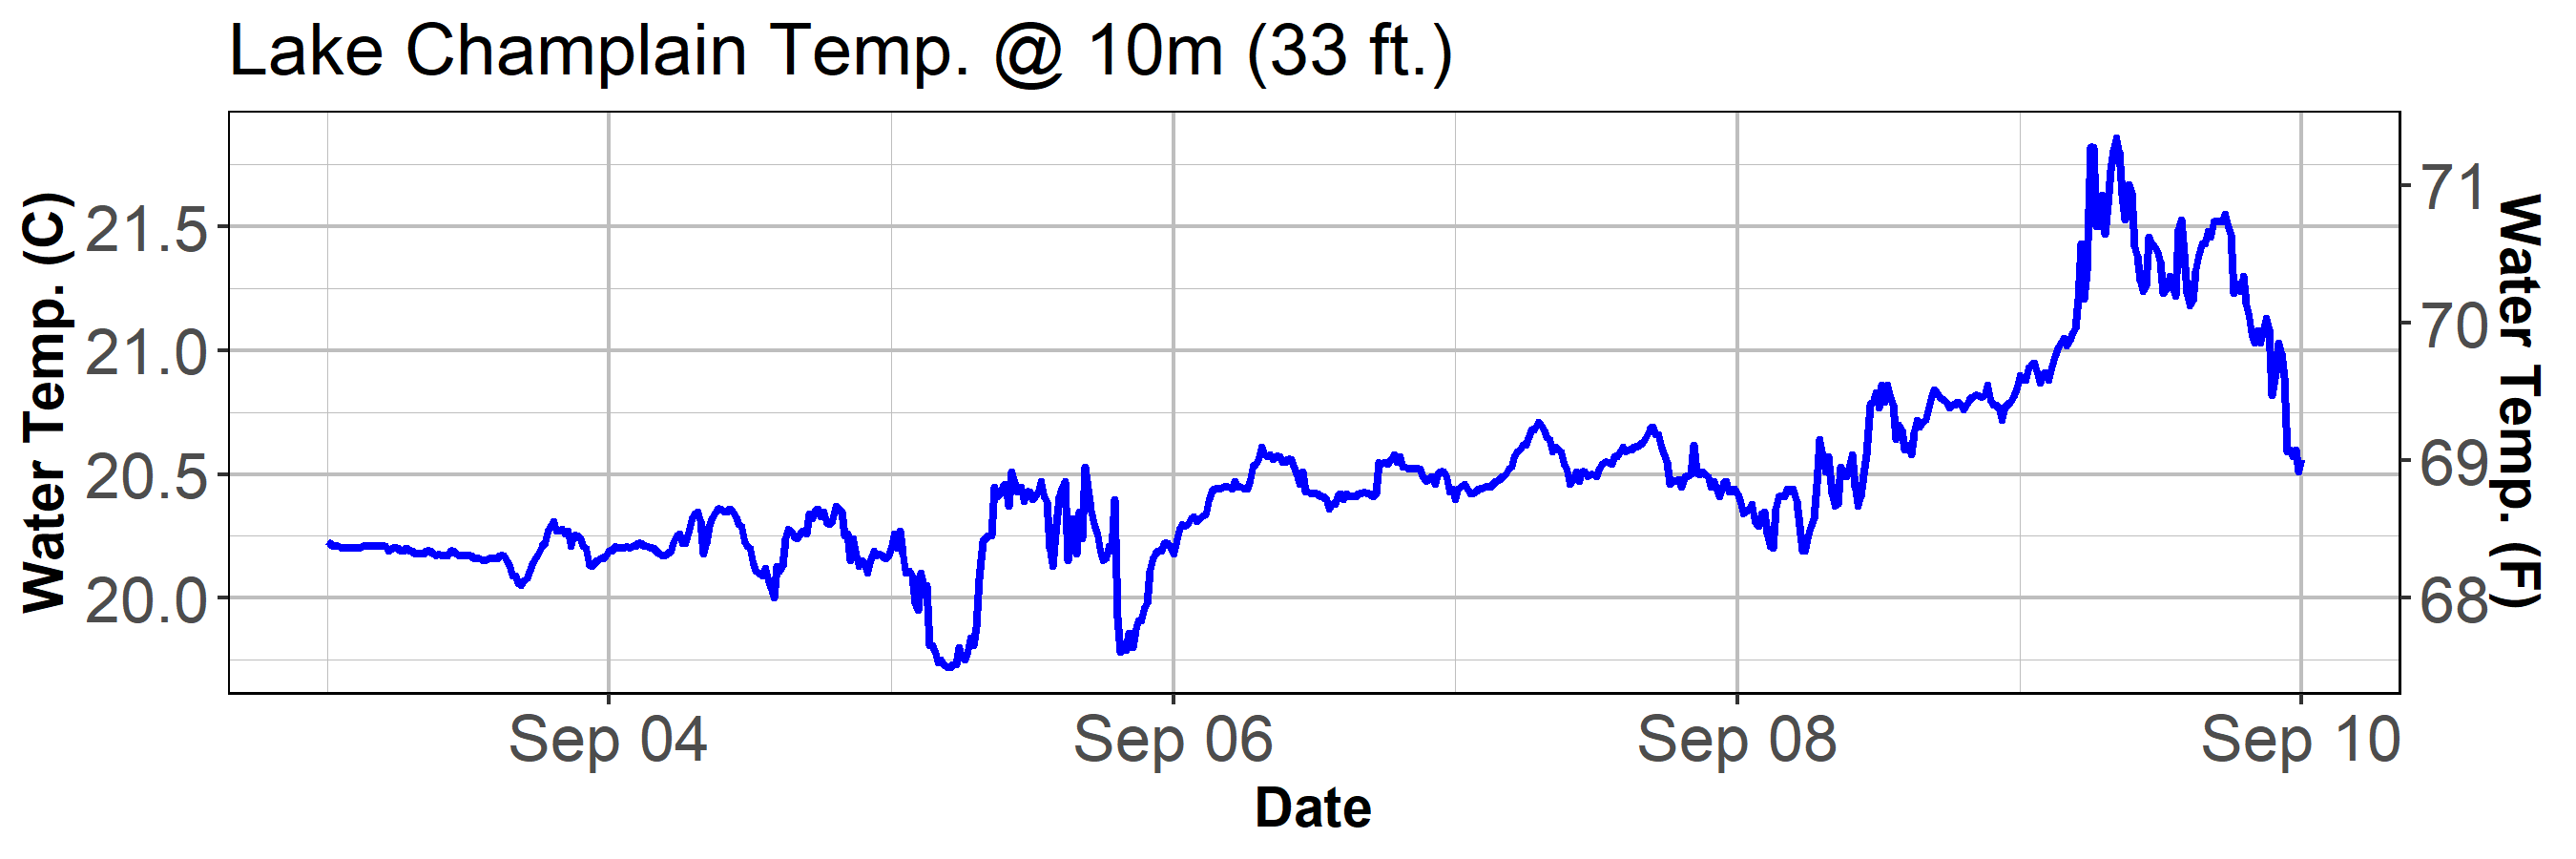 Lake Champlain Temp. @ 10m (33 ft.)
Water Temp. (C)
21.5
21.0
20.5
20.0
71
70
69
68
Water Temp. (F)
Sep 04 Sep 06 Sep 08 Sep 10
Date